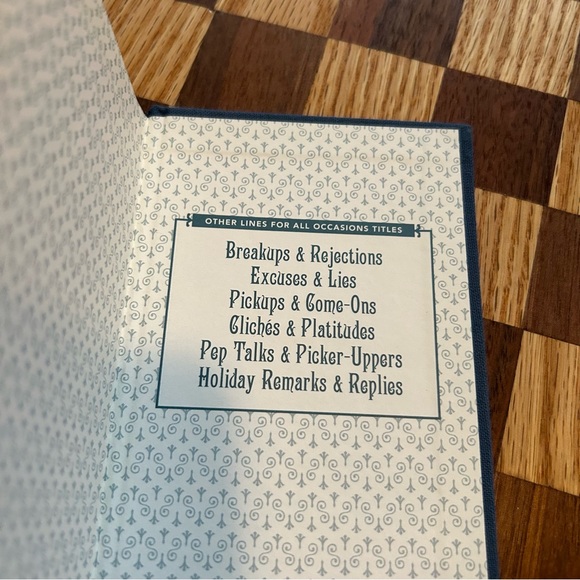 OTHER LINES FOR ALL OCCASIONS TITLES
Breakups & Rejections
Excuses & Lies
Pickups & Come-Ons
Clichés & Platitudes
Pep Talks & Picker-Uppers
Holiday Remarks & Replies